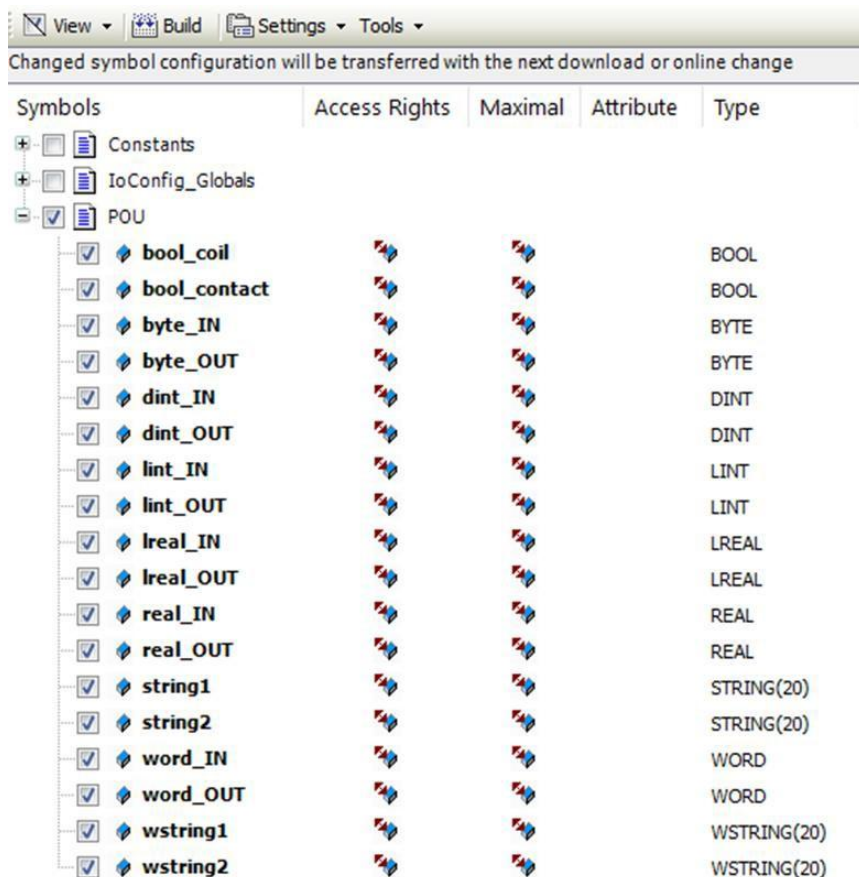 View Build Settings Tools
Changed symbol configuration will be transferred with the next download or online change
Symbols Access Rights Maximal Attribute Type
Constants
IoConfig_Globals
POU
bool_coil BOOL
bool_contact BOOL
byte_IN BYTE
byte_OUT BYTE
dint_IN DINT
dint_OUT DINT
lint_IN LINT
lint_OUT LINT
lreal_IN LREAL
lreal_OUT LREAL
real_IN REAL
real_OUT REAL
string1 STRING(20)
string2 STRING(20)
word_IN WORD
word_OUT WORD
wstring1 WSTRING(20)
wstring2 WSTRING(20)